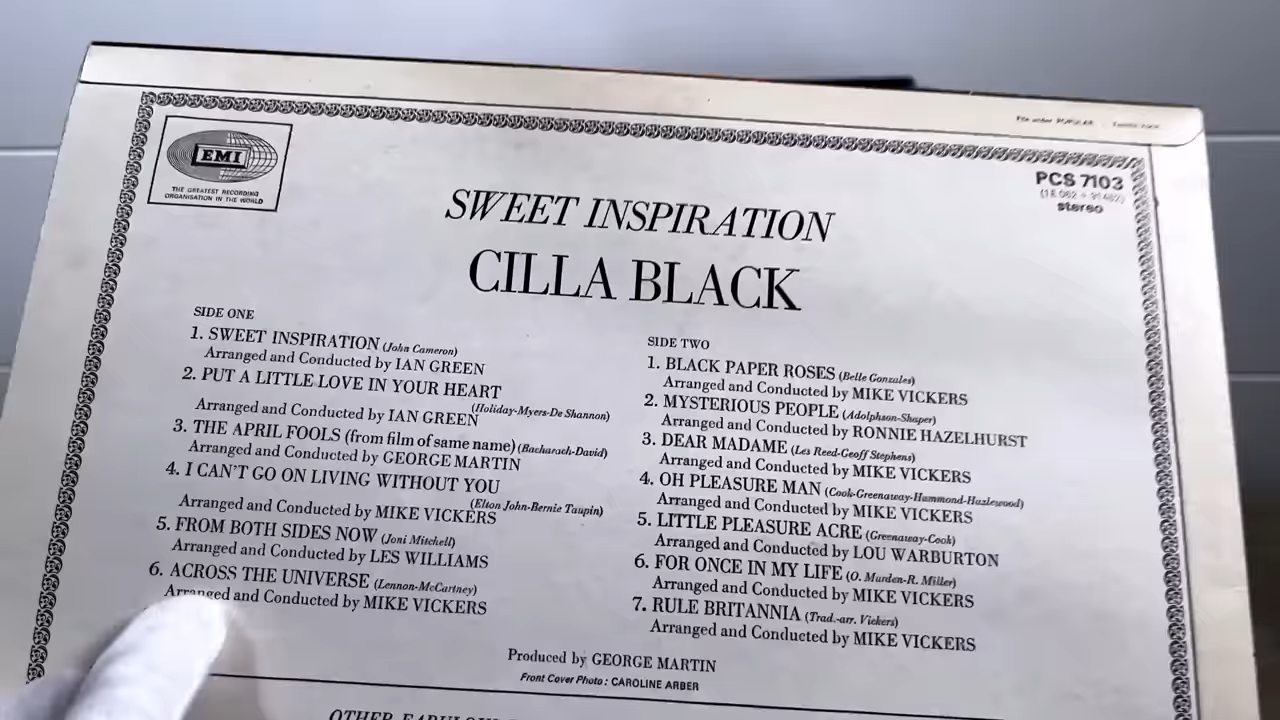 File under POPULAR
EMI
THE GREATEST RECORDING
ORGANISATION IN THE WORLD
PCS 7103
stereo
SWEET INSPIRATION
CILLA BLACK
SIDE ONE
1. SWEET INSPIRATION (John Cameron)
Arranged and Conducted by IAN GREEN
2. PUT A LITTLE LOVE IN YOUR HEART
(Holiday-Myers-De Shannon)
Arranged and Conducted by IAN GREEN
3. THE APRIL FOOLS (from film of same name) (Bacharach-David)
Arranged and Conducted by GEORGE MARTIN
4. I CAN'T GO ON LIVING WITHOUT YOU
(Elton John-Bernie Taupin)
Arranged and Conducted by MIKE VICKERS
5. FROM BOTH SIDES NOW (Joni Mitchell)
Arranged and Conducted by LES WILLIAMS
6. ACROSS THE UNIVERSE (Lennon-McCartney)
Arranged and Conducted by MIKE VICKERS
SIDE TWO
1. BLACK PAPER ROSES (Belle Gonzales)
Arranged and Conducted by MIKE VICKERS
2. MYSTERIOUS PEOPLE (Adolphson-Shaper)
Arranged and Conducted by RONNIE HAZELHURST
3. DEAR MADAME (Les Reed-Geoff Stephens)
Arranged and Conducted by MIKE VICKERS
4. OH PLEASURE MAN (Cook-Greenaway-Hammond-Hazlewood)
Arranged and Conducted by MIKE VICKERS
5. LITTLE PLEASURE ACRE (Greenaway-Cook)
Arranged and Conducted by LOU WARBURTON
6. FOR ONCE IN MY LIFE (O. Murden-R. Miller)
Arranged and Conducted by MIKE VICKERS
7. RULE BRITANNIA (Trad.-arr. Vickers)
Arranged and Conducted by MIKE VICKERS
Produced by GEORGE MARTIN
Front Cover Photo : CAROLINE ARBER